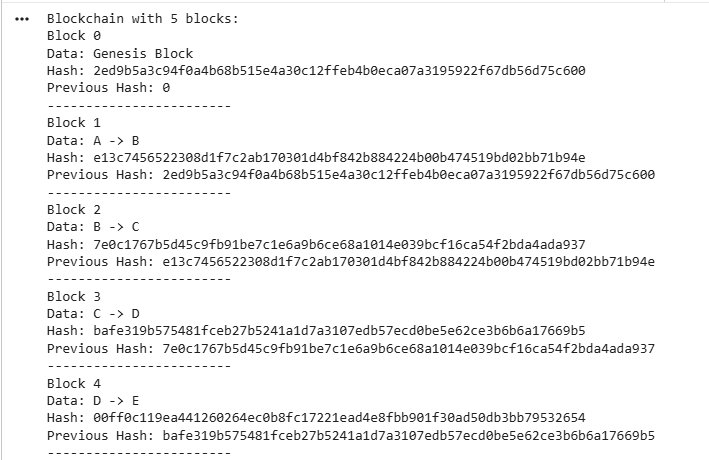 ••• Blockchain with 5 blocks:
Block 0
Data: Genesis Block
Hash: 2ed9b5a3c94f0a4b68b515e4a30c12ffeb4b0eca07a3195922f67db56d75c600
Previous Hash: 0
------------------------
Block 1
Data: A -> B
Hash: e13c7456522308d1f7c2ab170301d4bf842b884224b00b474519bd02bb71b94e
Previous Hash: 2ed9b5a3c94f0a4b68b515e4a30c12ffeb4b0eca07a3195922f67db56d75c600
------------------------
Block 2
Data: B -> C
Hash: 7e0c1767b5d45c9fb91be7c1e6a9b6ce68a1014e039bcf16ca54f2bda4ada937
Previous Hash: e13c7456522308d1f7c2ab170301d4bf842b884224b00b474519bd02bb71b94e
------------------------
Block 3
Data: C -> D
Hash: bafe319b575481fceb27b5241a1d7a3107edb57ecd0be5e62ce3b6b6a17669b5
Previous Hash: 7e0c1767b5d45c9fb91be7c1e6a9b6ce68a1014e039bcf16ca54f2bda4ada937
------------------------
Block 4
Data: D -> E
Hash: 00ff0c119ea441260264ec0b8fc17221ead4e8fbb901f30ad50db3bb79532654
Previous Hash: bafe319b575481fceb27b5241a1d7a3107edb57ecd0be5e62ce3b6b6a17669b5
------------------------